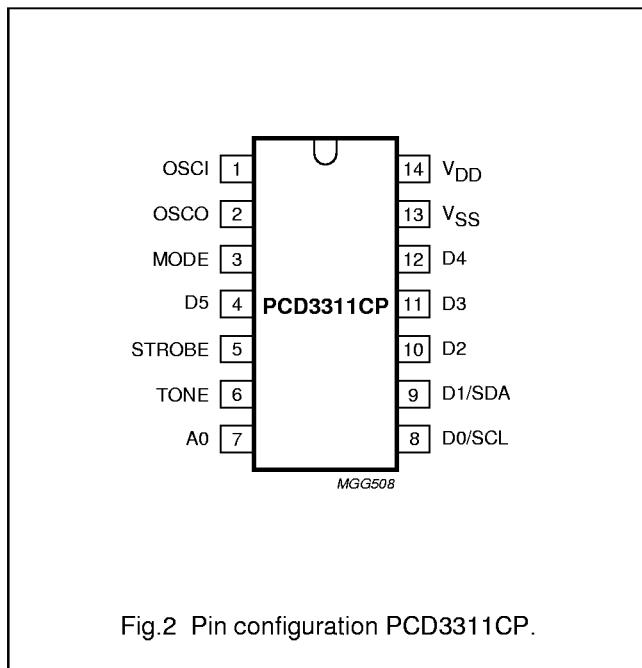 OSCI 1 14 VDD
OSCO 2 13 VSS
MODE 3 12 D4
D5 4 PCD3311CP 11 D3
STROBE 5 10 D2
TONE 6 9 D1/SDA
A0 7 8 D0/SCL
MGG508
Fig.2 Pin configuration PCD3311CP.